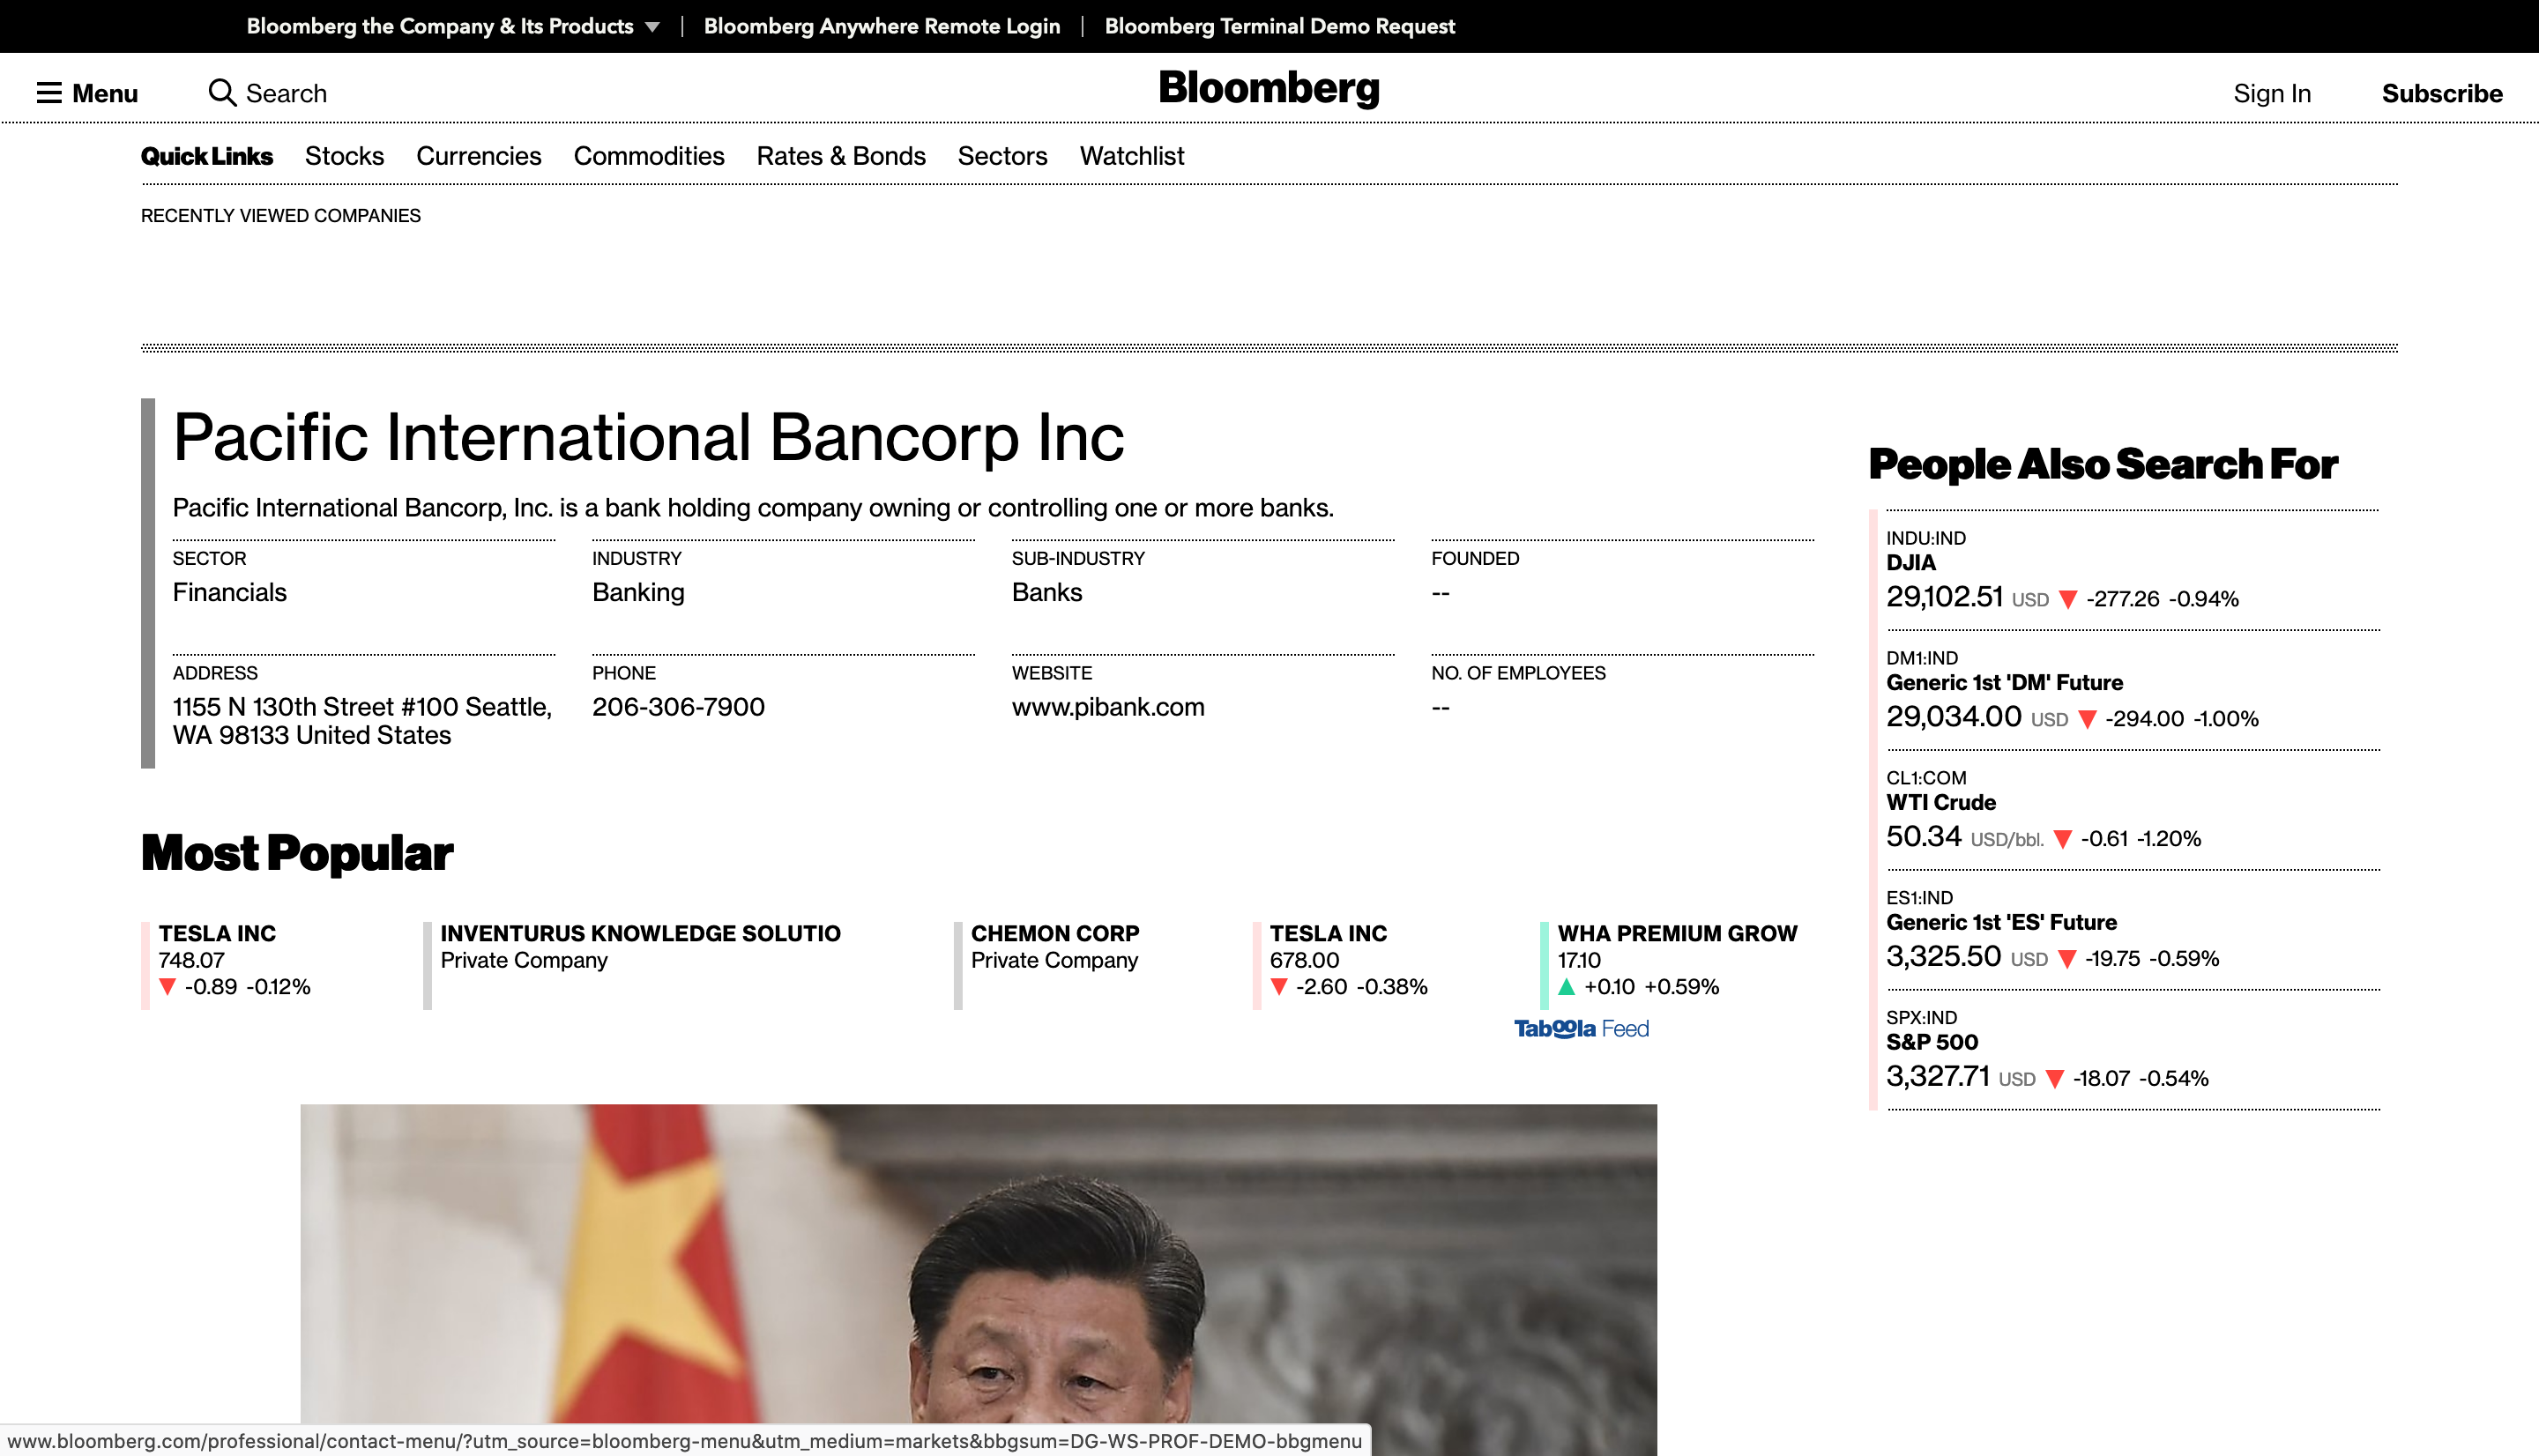 Bloomberg the Company & Its Products | Bloomberg Anywhere Remote Login | Bloomberg Terminal Demo Request
Menu
Search
Bloomberg
Sign In
Subscribe
Quick Links
Stocks
Currencies
Commodities
Rates & Bonds
Sectors
Watchlist
RECENTLY VIEWED COMPANIES
Pacific International Bancorp Inc
Pacific International Bancorp, Inc. is a bank holding company owning or controlling one or more banks.
SECTOR
Financials
INDUSTRY
Banking
SUB-INDUSTRY
Banks
FOUNDED
--
ADDRESS
1155 N 130th Street #100 Seattle,
WA 98133 United States
PHONE
206-306-7900
WEBSITE
www.pibank.com
NO. OF EMPLOYEES
--
Most Popular
TESLA INC
748.07
-0.89 -0.12%
INVENTURUS KNOWLEDGE SOLUTIO
Private Company
CHEMON CORP
Private Company
TESLA INC
678.00
-2.60 -0.38%
WHA PREMIUM GROW
17.10
+0.10 +0.59%
Taboola Feed
People Also Search For
INDU:IND
DJIA
29,102.51 USD -277.26 -0.94%
DM1:IND
Generic 1st 'DM' Future
29,034.00 USD -294.00 -1.00%
CL1:COM
WTI Crude
50.34 USD/bbl. -0.61 -1.20%
ES1:IND
Generic 1st 'ES' Future
3,325.50 USD -19.75 -0.59%
SPX:IND
S&P 500
3,327.71 USD -18.07 -0.54%
www.bloomberg.com/professional/contact-menu/?utm_source=bloomberg-menu&utm_medium=markets&bbgsum=DG-WS-PROF-DEMO-bbgmenu